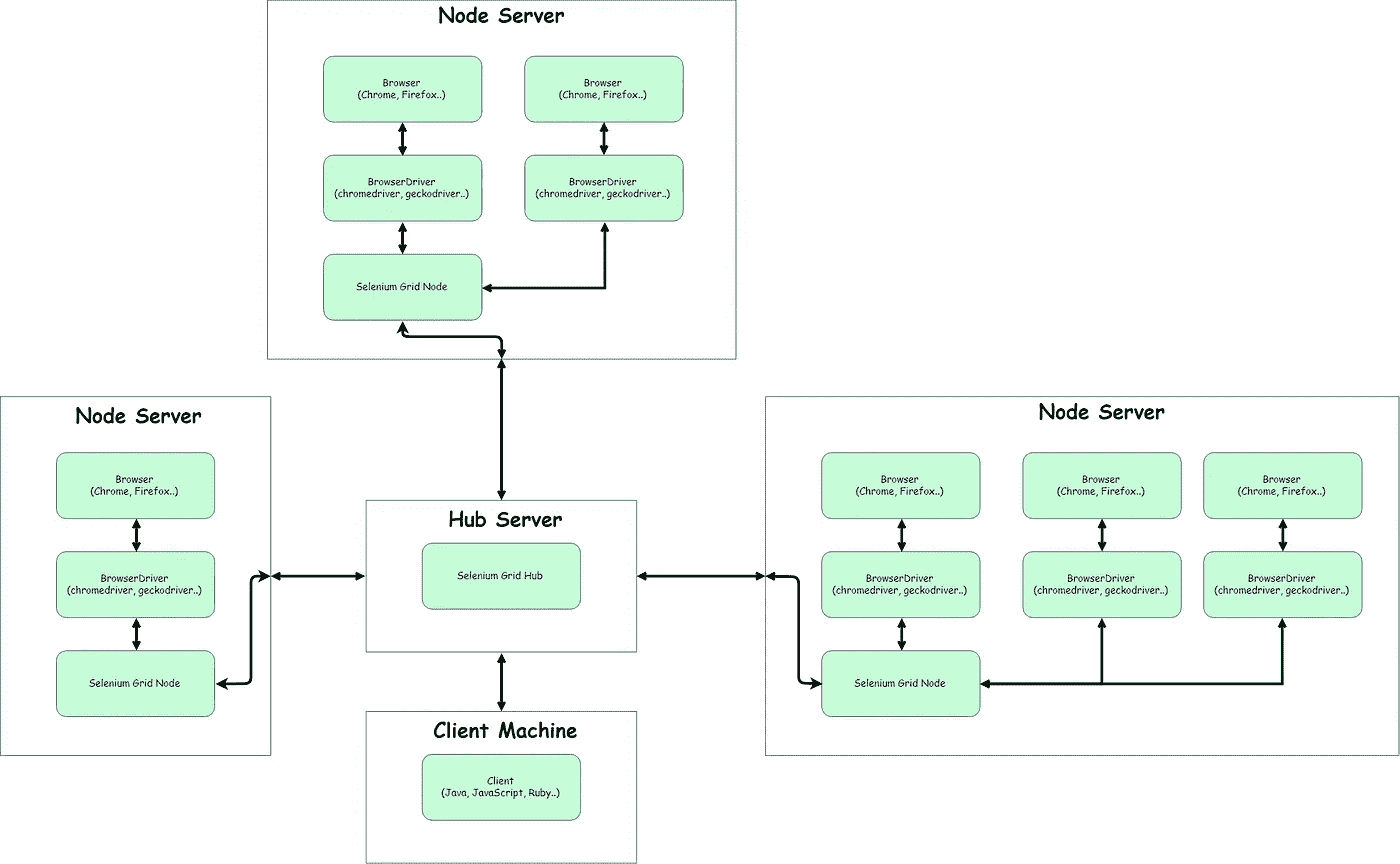 Node Server
Browser
(Chrome, Firefox..)
Browser
(Chrome, Firefox..)
BrowserDriver
(chromedriver, geckodriver..)
BrowserDriver
(chromedriver, geckodriver..)
Selenium Grid Node
Node Server
Browser
(Chrome, Firefox..)
BrowserDriver
(chromedriver, geckodriver..)
Selenium Grid Node
Hub Server
Selenium Grid Hub
Node Server
Browser
(Chrome, Firefox..)
Browser
(Chrome, Firefox..)
Browser
(Chrome, Firefox..)
BrowserDriver
(chromedriver, geckodriver..)
BrowserDriver
(chromedriver, geckodriver..)
BrowserDriver
(chromedriver, geckodriver..)
Selenium Grid Node
Client Machine
Client
(Java, JavaScript, Ruby..)